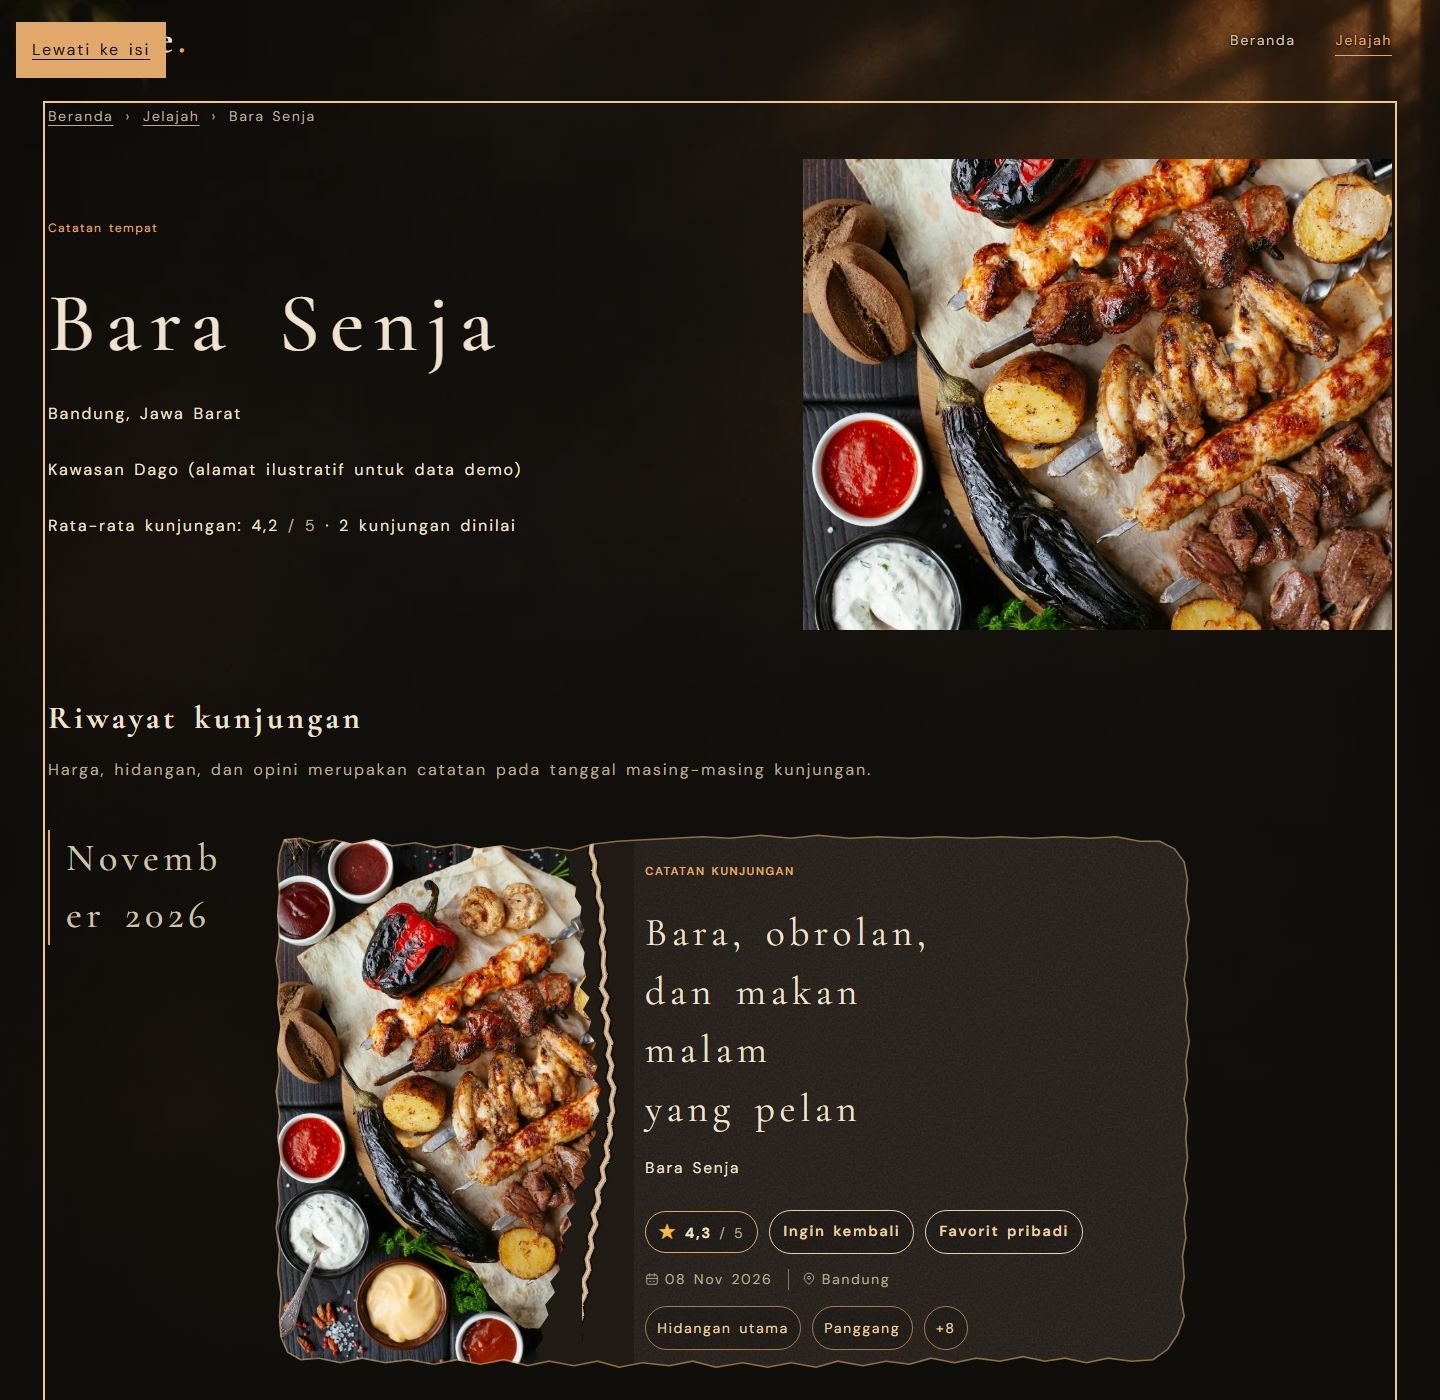 Lewati ke isi
e.
Beranda
Jelajah
Beranda › Jelajah › Bara Senja
Catatan tempat
Bara Senja
Bandung, Jawa Barat
Kawasan Dago (alamat ilustratif untuk data demo)
Rata-rata kunjungan: 4,2 / 5 · 2 kunjungan dinilai
Riwayat kunjungan
Harga, hidangan, dan opini merupakan catatan pada tanggal masing-masing kunjungan.
Novemb
er 2026
CATATAN KUNJUNGAN
Bara, obrolan,
dan makan
malam
yang pelan
Bara Senja
4,3 / 5
Ingin kembali
Favorit pribadi
08 Nov 2026
Bandung
Hidangan utama
Panggang
+8